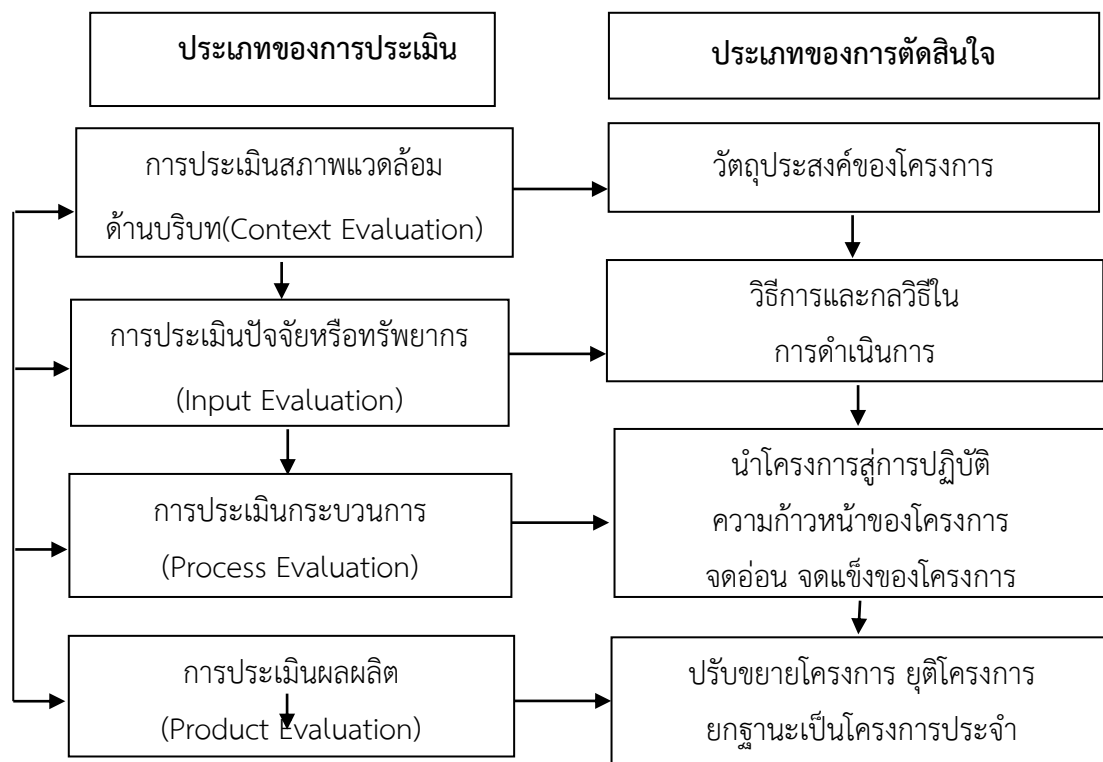 ประเภทของการประเมิน
ประเภทของการตัดสินใจ
การประเมินสภาพแวดล้อม
ด้านบริบท(Context Evaluation)
วัตถุประสงค์ของโครงการ
การประเมินปัจจัยหรือทรัพยากร
(Input Evaluation)
วิธีการและกลวิธีใน
การดำเนินการ
การประเมินกระบวนการ
(Process Evaluation)
นำโครงการสู่การปฏิบัติ
ความก้าวหน้าของโครงการ
จดอ่อน จดแข็งของโครงการ
การประเมินผลผลิต
(Product Evaluation)
ปรับขยายโครงการ ยุติโครงการ
ยกฐานะเป็นโครงการประจำ